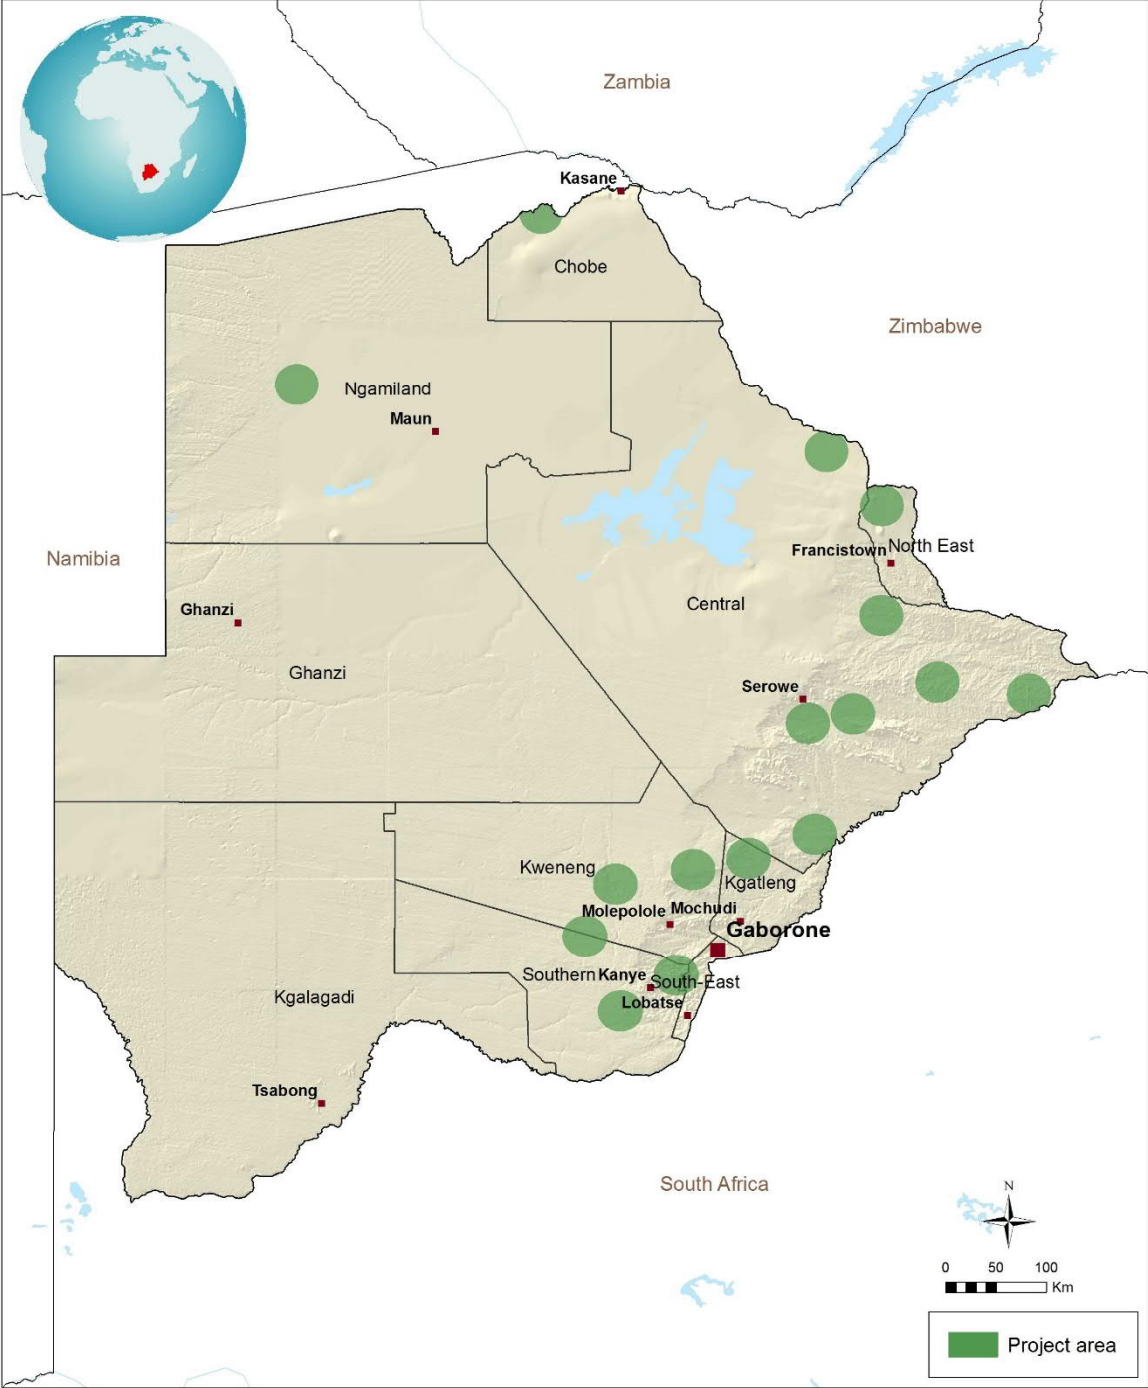 Zambia
Kasane
Chobe
Zimbabwe
Ngamiland
Maun
Namibia
Francistown
North East
Central
Ghanzi
Ghanzi
Serowe
Kweneng
Kgatleng
Molepolole
Mochudi
Gaborone
Southern
Kanye
South-East
Lobatse
Kgalagadi
Tsabong
South Africa
N
0 50 100
Km
Project area